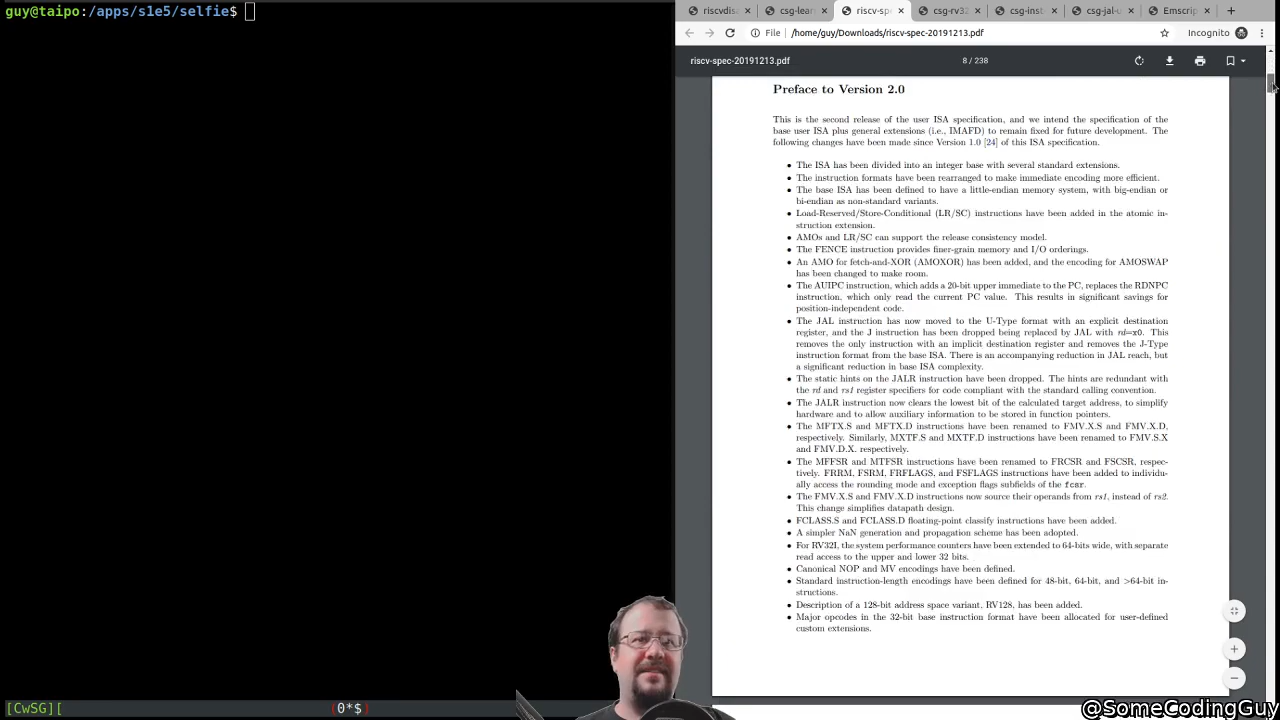 guy@taipo:/apps/s1e5/selfie$
riscvdis
csg-lear
riscv-sp
csg-rv32
csg-inst
csg-jal-u
Emscrip
File /home/guy/Downloads/riscv-spec-20191213.pdf
Incognito
riscv-spec-20191213.pdf
8 / 238
Preface to Version 2.0
This is the second release of the user ISA specification, and we intend the specification of the
base user ISA plus general extensions (i.e., IMAFD) to remain fixed for future development. The
following changes have been made since Version 1.0 [24] of this ISA specification.
• The ISA has been divided into an integer base with several standard extensions.
• The instruction formats have been rearranged to make immediate encoding more efficient.
• The base ISA has been defined to have a little-endian memory system, with big-endian or
bi-endian as non-standard variants.
• Load-Reserved/Store-Conditional (LR/SC) instructions have been added in the atomic in-
struction extension.
• AMOs and LR/SC can support the release consistency model.
• The FENCE instruction provides finer-grain memory and I/O orderings.
• An AMO for fetch-and-XOR (AMOXOR) has been added, and the encoding for AMOSWAP
has been changed to make room.
• The AUIPC instruction, which adds a 20-bit upper immediate to the PC, replaces the RDNPC
instruction, which only read the current PC value. This results in significant savings for
position-independent code.
• The JAL instruction has now moved to the U-Type format with an explicit destination
register, and the J instruction has been dropped being replaced by JAL with rd=x0. This
removes the only instruction with an implicit destination register and removes the J-Type
instruction format from the base ISA. There is an accompanying reduction in JAL reach, but
a significant reduction in base ISA complexity.
• The static hints on the JALR instruction have been dropped. The hints are redundant with
the rd and rs1 register specifiers for code compliant with the standard calling convention.
• The JALR instruction now clears the lowest bit of the calculated target address, to simplify
hardware and to allow auxiliary information to be stored in function pointers.
• The MFTX.S and MFTX.D instructions have been renamed to FMV.X.S and FMV.X.D,
respectively. Similarly, MXTF.S and MXTF.D instructions have been renamed to FMV.S.X
and FMV.D.X, respectively.
• The MFFSR and MTFSR instructions have been renamed to FRCSR and FSCSR, respec-
tively. FRRM, FSRM, FRFLAGS, and FSFLAGS instructions have been added to individu-
ally access the rounding mode and exception flags subfields of the fcsr.
• The FMV.X.S and FMV.X.D instructions now source their operands from rs1, instead of rs2.
This change simplifies datapath design.
• FCLASS.S and FCLASS.D floating-point classify instructions have been added.
• A simpler NaN generation and propagation scheme has been adopted.
• For RV32I, the system performance counters have been extended to 64-bits wide, with separate
read access to the upper and lower 32 bits.
• Canonical NOP and MV encodings have been defined.
• Standard instruction-length encodings have been defined for 48-bit, 64-bit, and >64-bit in-
structions.
• Description of a 128-bit address space variant, RV128, has been added.
• Major opcodes in the 32-bit base instruction format have been allocated for user-defined
custom extensions.
[CwSG][ (0*$)
@SomeCodingGuy